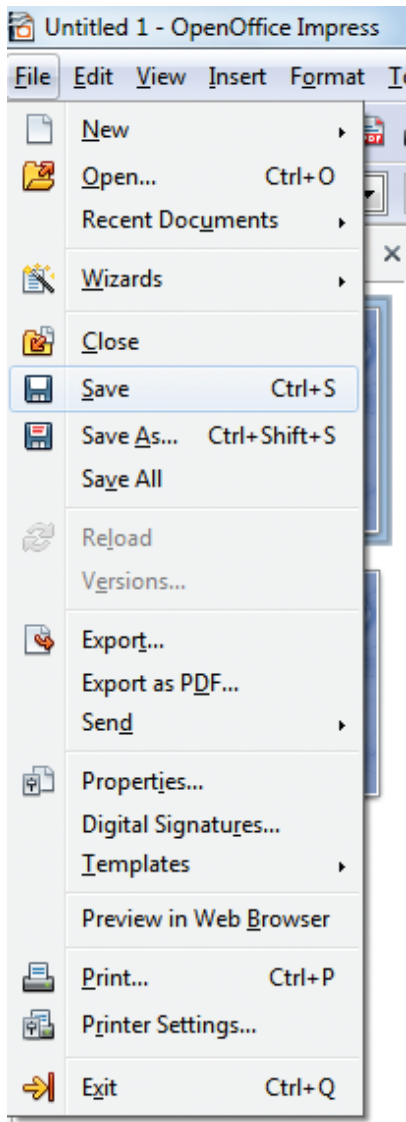 Untitled 1 - OpenOffice Impress
File Edit View Insert Format
New
Open... Ctrl+O
Recent Documents
Wizards
Close
Save Ctrl+S
Save As... Ctrl+Shift+S
Save All
Reload
Versions...
Export...
Export as PDF...
Send
Properties...
Digital Signatures...
Templates
Preview in Web Browser
Print... Ctrl+P
Printer Settings...
Exit Ctrl+Q